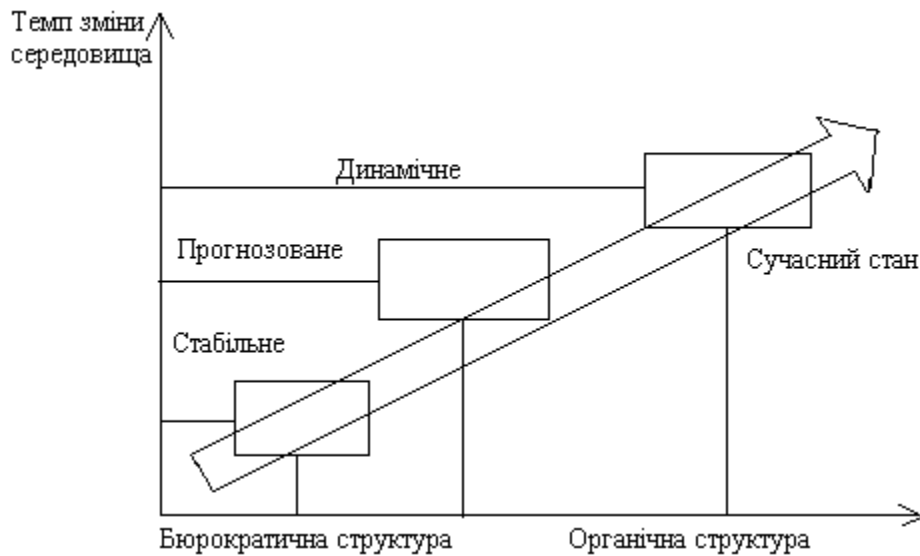 Темп зміни
середовища
Динамічне
Прогнозоване
Сучасний стан
Стабільне
Бюрократична структура
Органічна структура